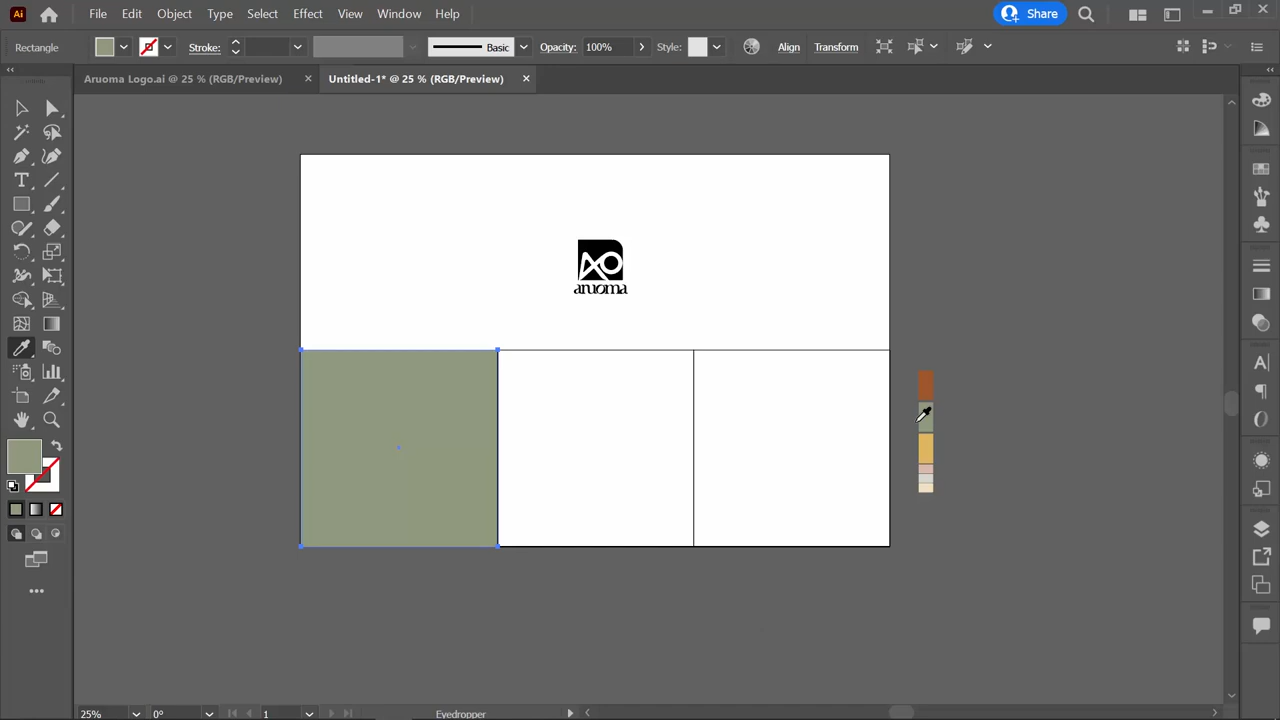 Ai File Edit Object Type Select Effect View Window Help Share
Rectangle Stroke: Basic Opacity: 100% Style: Align Transform
Aruoma Logo.ai @ 25 % (RGB/Preview) × Untitled-1* @ 25 % (RGB/Preview) ×
aruoma
25% 0° 1 Eyedropper